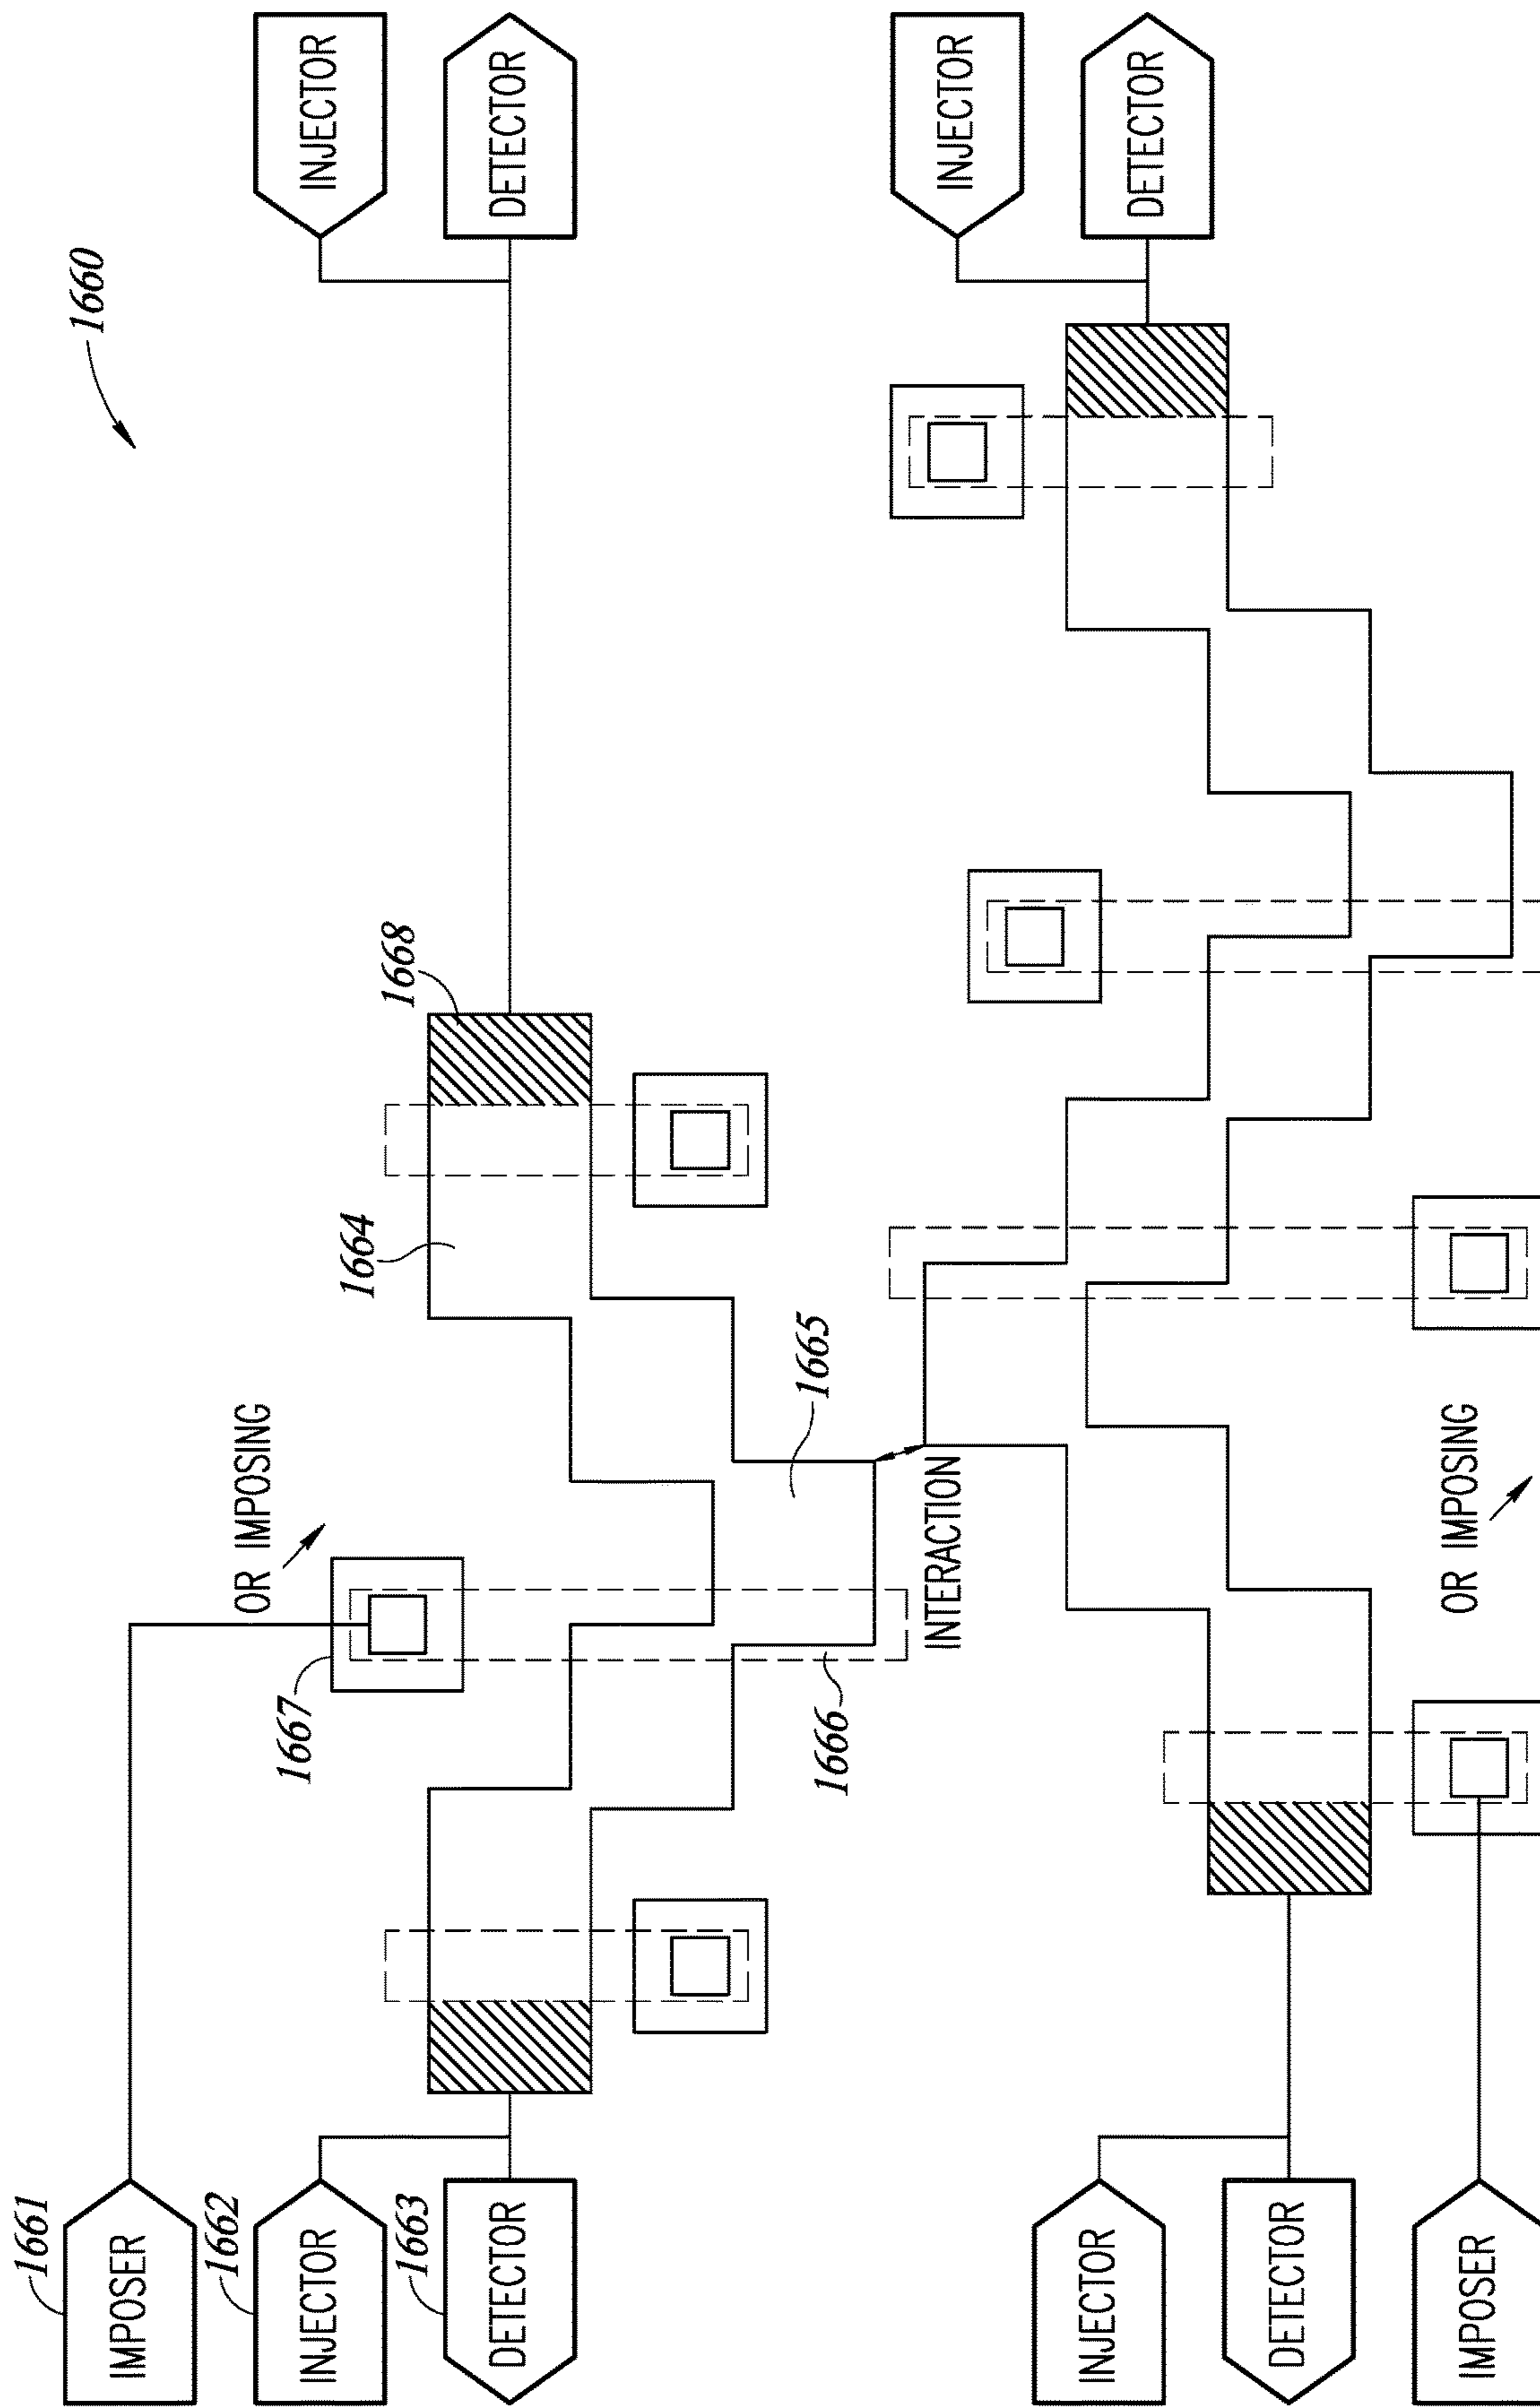 1660
INJECTOR
DETECTOR
1668
1664
OR IMPOSING
1667
1665
1666
INTERACTION
1661
IMPOSER
1662
INJECTOR
1663
DETECTOR
INJECTOR
DETECTOR
OR IMPOSING
INJECTOR
DETECTOR
IMPOSER